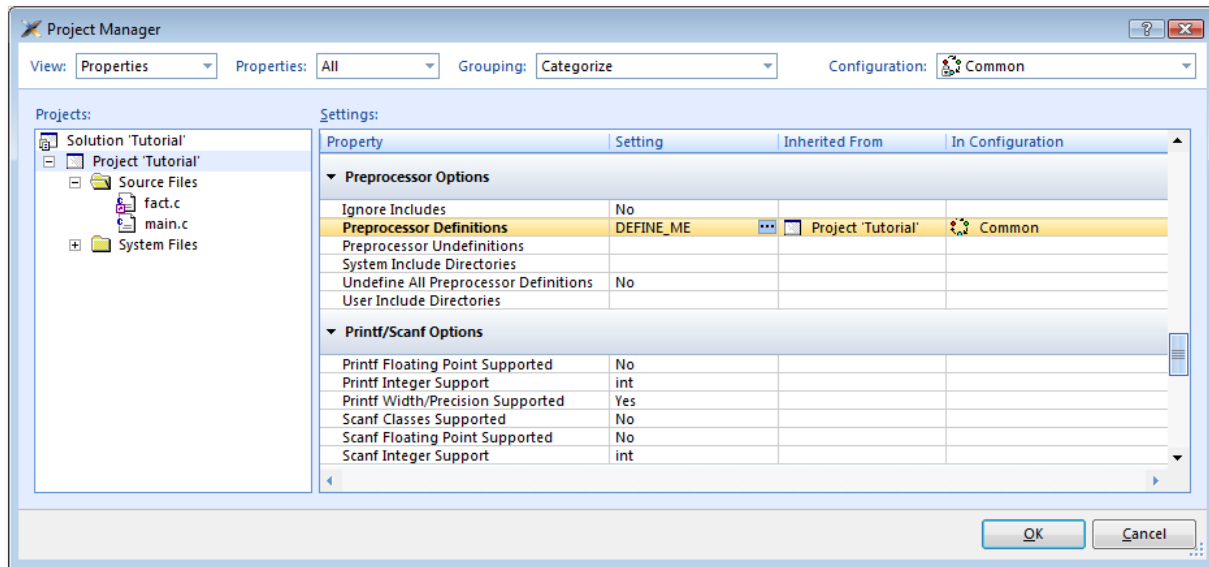 Project Manager
View: Properties Properties: All Grouping: Categorize Configuration: Common
Projects: Settings:
Solution 'Tutorial'
Project 'Tutorial'
Source Files
fact.c
main.c
System Files
Property Setting Inherited From In Configuration
Preprocessor Options
Ignore Includes No
Preprocessor Definitions DEFINE_ME Project 'Tutorial' Common
Preprocessor Undefinitions
System Include Directories
Undefine All Preprocessor Definitions No
User Include Directories
Printf/Scanf Options
Printf Floating Point Supported No
Printf Integer Support int
Printf Width/Precision Supported Yes
Scanf Classes Supported No
Scanf Floating Point Supported No
Scanf Integer Support int
OK Cancel